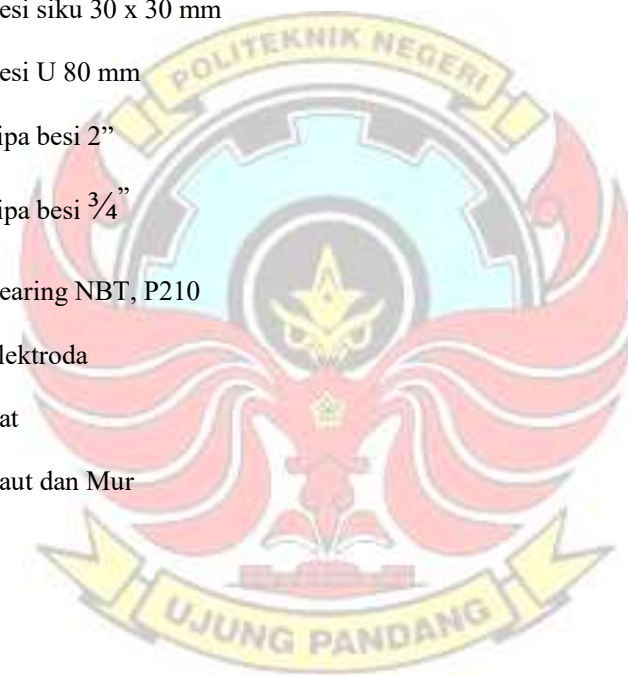 esi siku 30 x 30 mm
POLITEKNIK NEGERI
esi U 80 mm
ipa besi 2”
ipa besi ¾”
earing NBT, P210
lektroda
at
aut dan Mur
UJUNG PANDANG